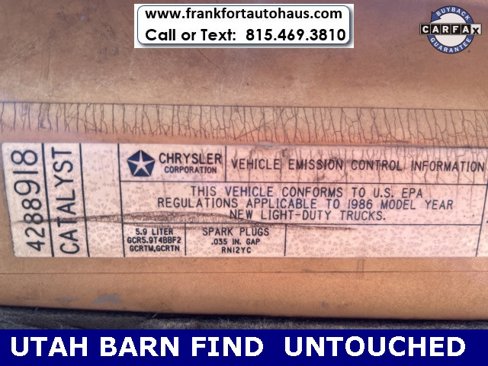 www.frankfortautohaus.com
Call or Text: 815.469.3810
BUYBACK
CARFAX
GUARANTEE
4288918
CATALYST
CHRYSLER
CORPORATION
VEHICLE EMISSION CONTROL INFORMATION
THIS VEHICLE CONFORMS TO U.S. EPA
REGULATIONS APPLICABLE TO 1986 MODEL YEAR
NEW LIGHT-DUTY TRUCKS.
5.9 LITER
GCR5.9T4BBF2
GCRTM,GCRTN
SPARK PLUGS
.035 IN. GAP
RN12YC
UTAH BARN FIND UNTOUCHED